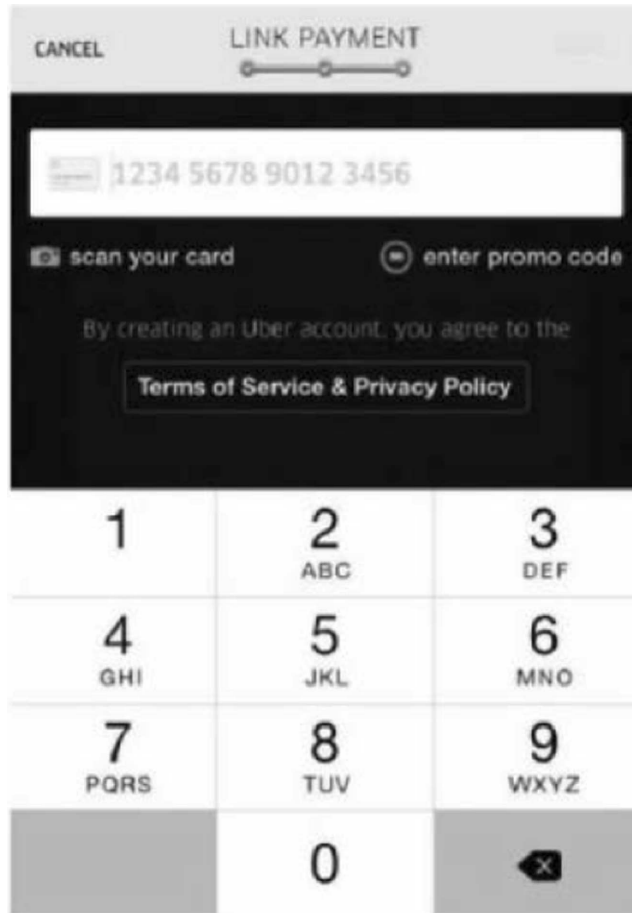 CANCEL
LINK PAYMENT
1234 5678 9012 3456
scan your card
enter promo code
By creating an Uber account, you agree to the
Terms of Service & Privacy Policy
1
2
3
ABC
DEF
4
5
6
GHI
JKL
MNO
7
8
9
PQRS
TUV
WXYZ
0